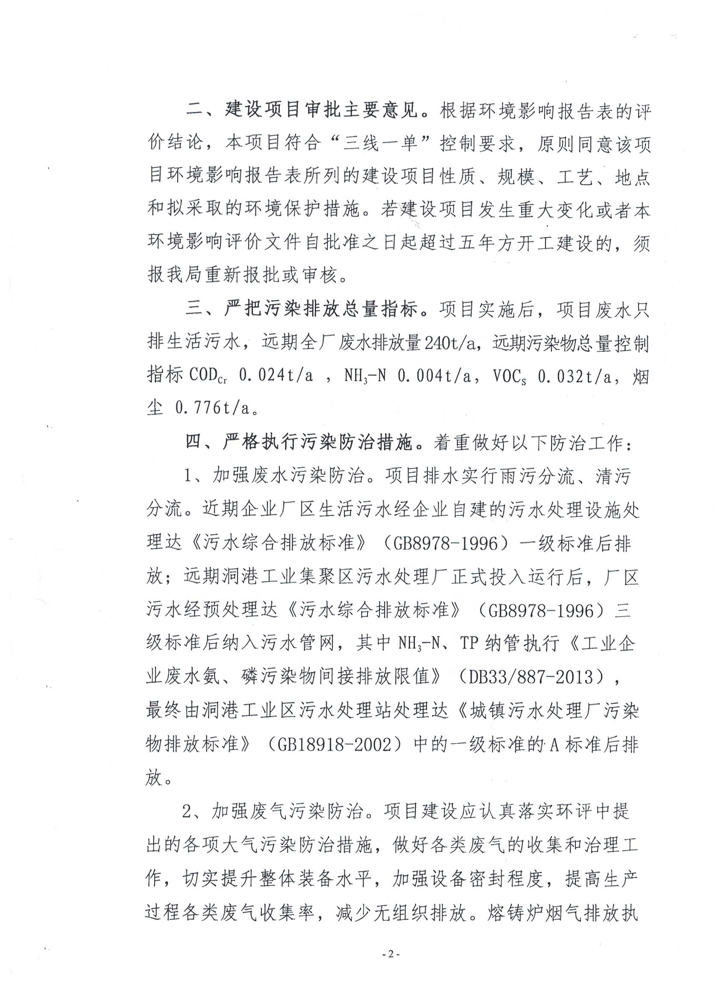 二、建设项目审批主要意见。根据环境影响报告表的评
价结论，本项目符合“三线一单”控制要求，原则同意该项
目环境影响报告表所列的建设项目性质、规模、工艺、地点
和拟采取的环境保护措施。若建设项目发生重大变化或者本
环境影响评价文件自批准之日起超过五年方开工建设的，须
报我局重新报批或审核。
三、严把污染排放总量指标。项目实施后，项目废水只
排生活污水，远期全厂废水排放量240t/a，远期污染物总量控制
指标 CODCr 0.024t/a ，NH3-N 0.004t/a，VOCs 0.032t/a，烟
尘 0.776t/a。
四、严格执行污染防治措施。着重做好以下防治工作：
1、加强废水污染防治。项目排水实行雨污分流、清污
分流。近期企业厂区生活污水经企业自建的污水处理设施处
理达《污水综合排放标准》（GB8978-1996）一级标准后排
放；远期洞港工业集聚区污水处理厂正式投入运行后，厂区
污水经预处理达《污水综合排放标准》（GB8978-1996）三
级标准后纳入污水管网，其中 NH3-N、TP 纳管执行《工业企
业废水氨、磷污染物间接排放限值》（DB33/887-2013），
最终由洞港工业区污水处理站处理达《城镇污水处理厂污染
物排放标准》（GB18918-2002）中的一级标准的 A 标准后排
放。
2、加强废气污染防治。项目建设应认真落实环评中提
出的各项大气污染防治措施，做好各类废气的收集和治理工
作，切实提升整体装备水平，加强设备密封程度，提高生产
过程各类废气收集率，减少无组织排放。熔铸炉烟气排放执
-2-